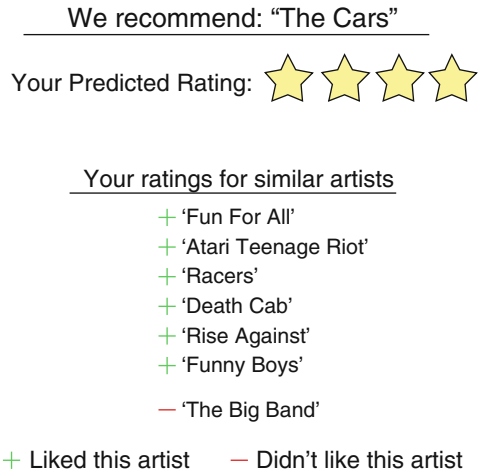 We recommend: “The Cars”
Your Predicted Rating:
Your ratings for similar artists
+ ‘Fun For All’
+ ‘Atari Teenage Riot’
+ ‘Racers’
+ ‘Death Cab’
+ ‘Rise Against’
+ ‘Funny Boys’
− ‘The Big Band’
+ Liked this artist − Didn’t like this artist